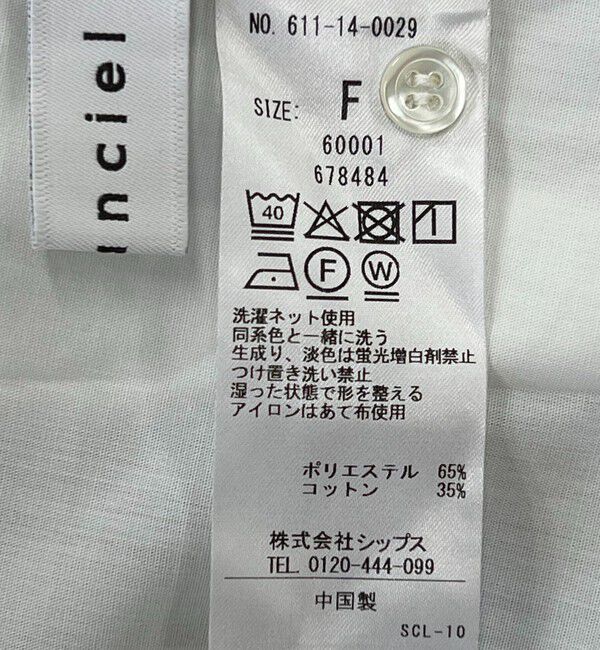 nciel
NO. 611-14-0029
SIZE: F
60001
678484
40
F W
洗濯ネット使用
同系色と一緒に洗う
生成り、淡色は蛍光増白剤禁止
つけ置き洗い禁止
湿った状態で形を整える
アイロンはあて布使用
ポリエステル 65%
コットン 35%
株式会社シップス
TEL. 0120-444-099
中国製
SCL-10